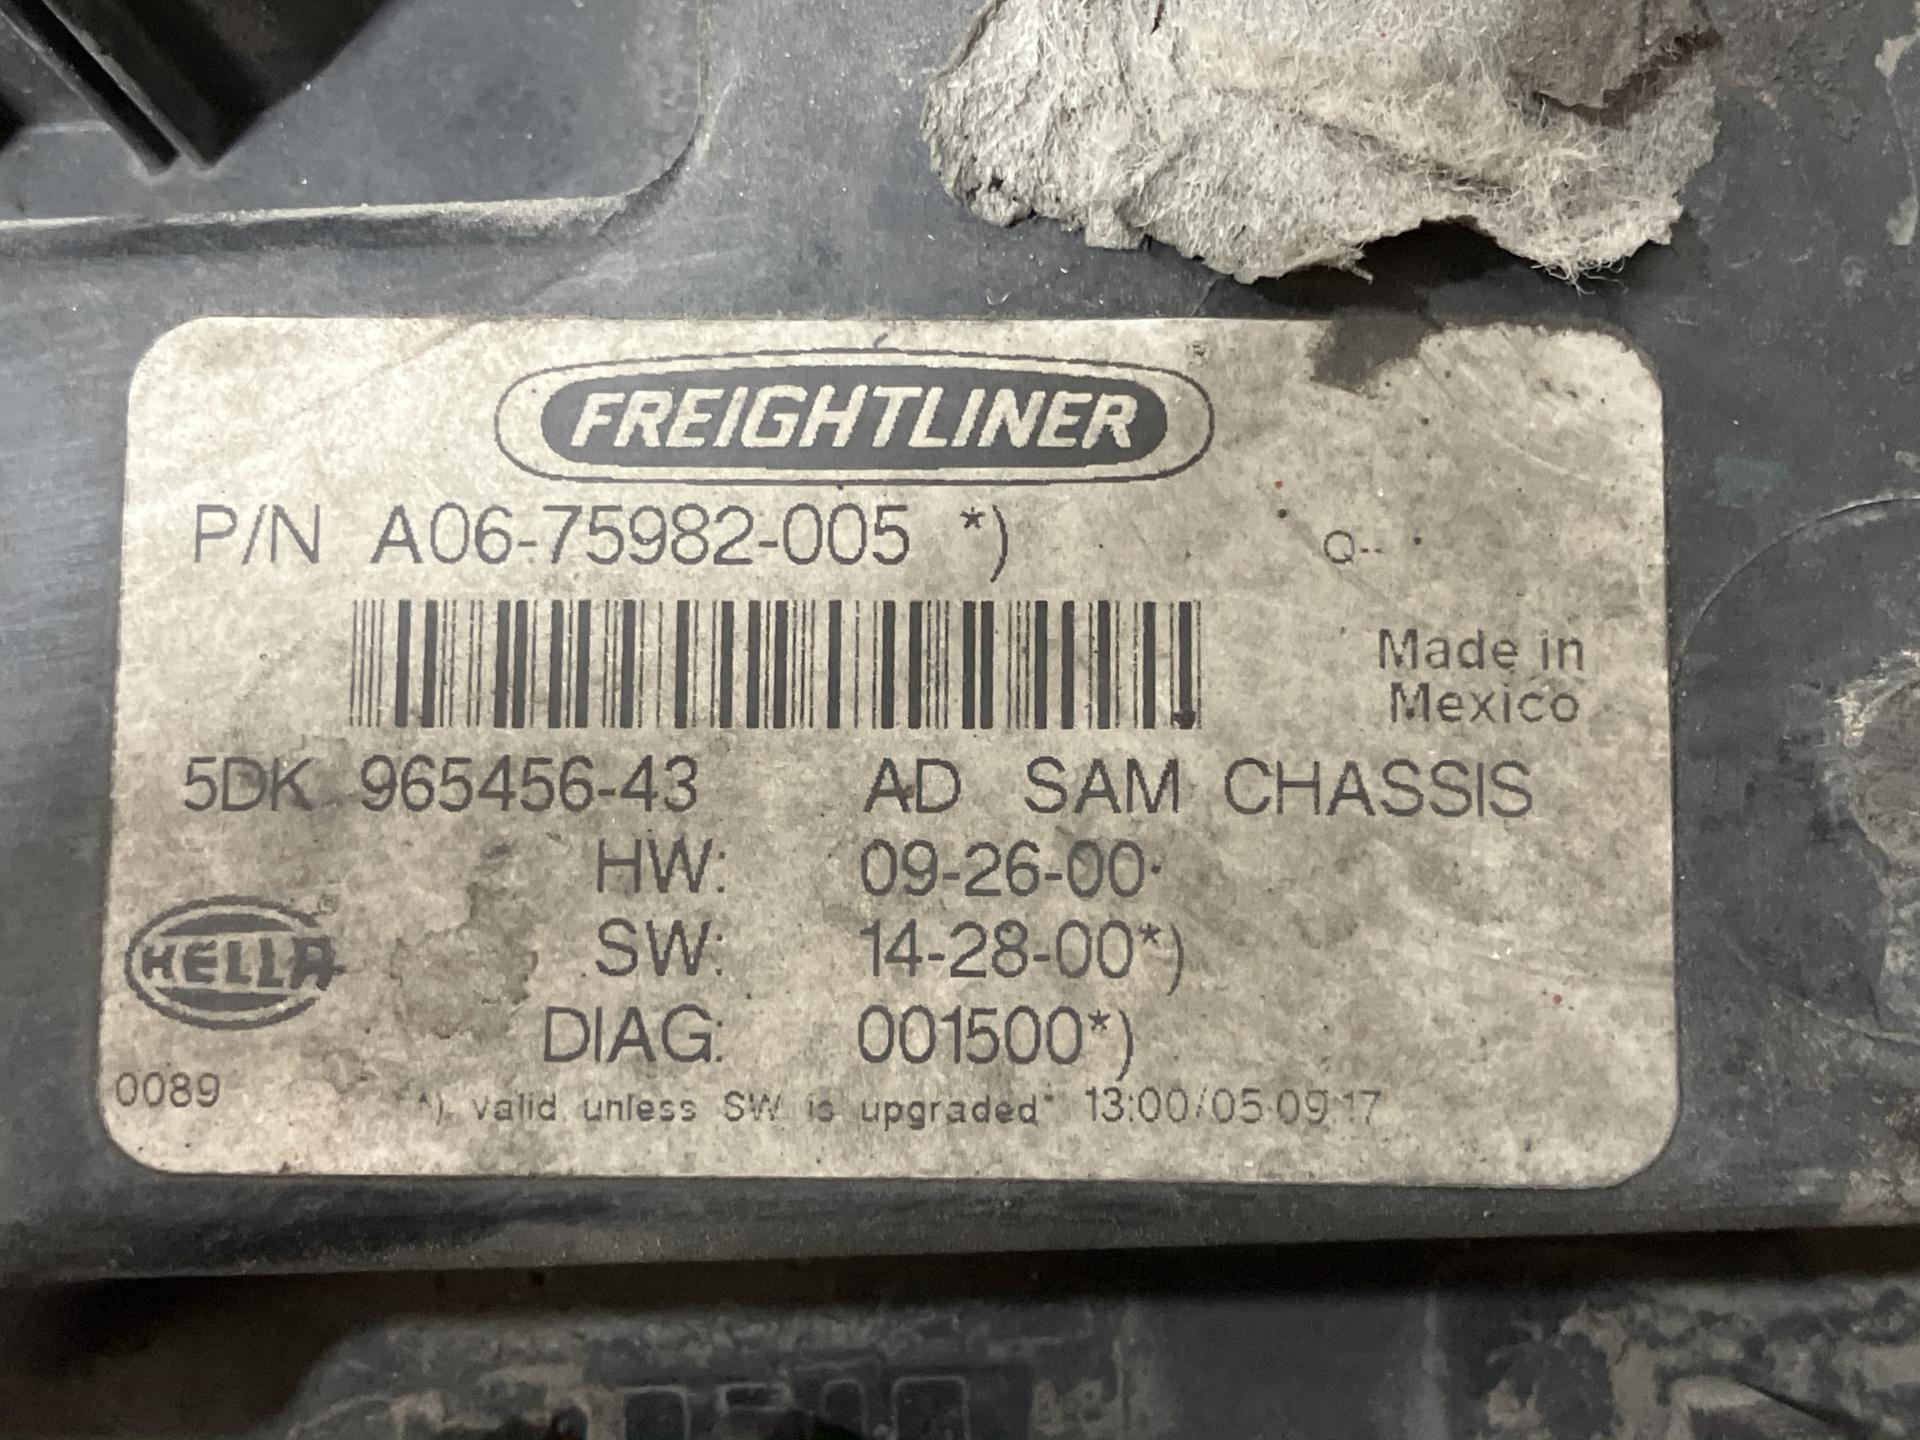 FREIGHTLINER
P/N A06-75982-005 *)
Q--
Made in
Mexico
5DK 965456-43 AD SAM CHASSIS
HW: 09-26-00
SW: 14-28-00*)
HELLA
DIAG: 001500*)
0089
*) valid unless SW is upgraded* 13:00/05.09.17